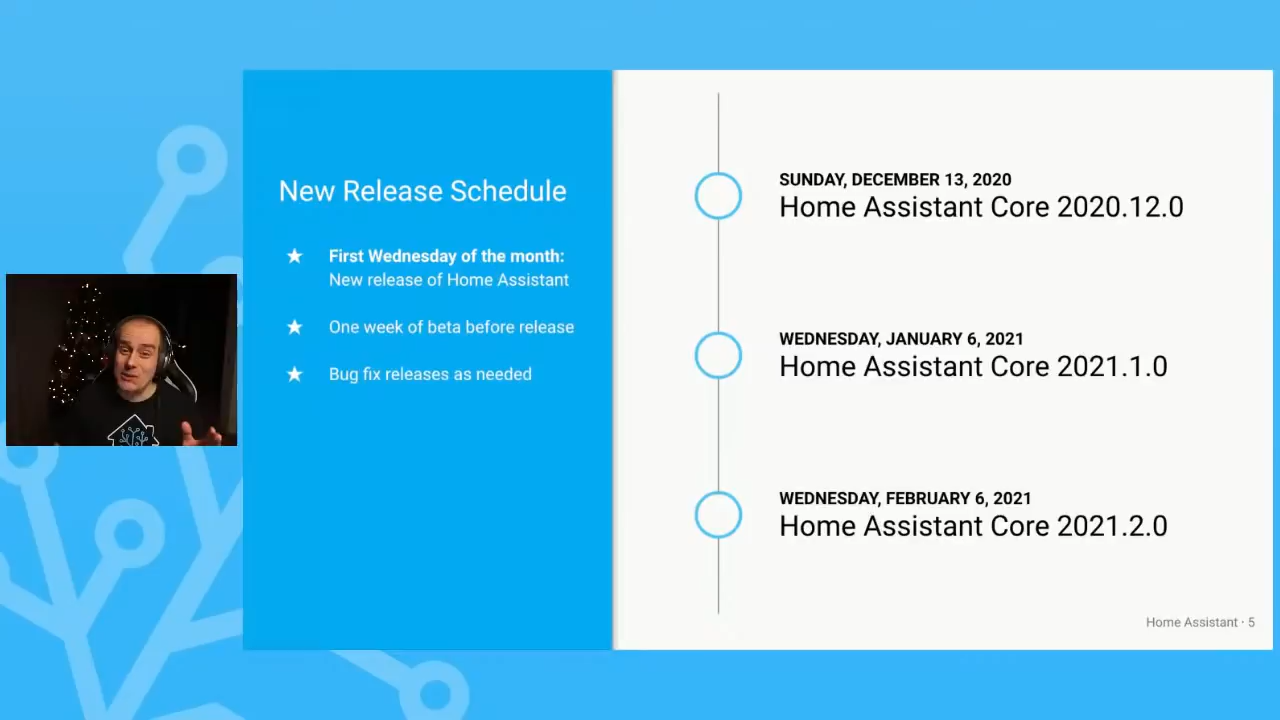 New Release Schedule
★ First Wednesday of the month:
New release of Home Assistant
★ One week of beta before release
★ Bug fix releases as needed
SUNDAY, DECEMBER 13, 2020
Home Assistant Core 2020.12.0
WEDNESDAY, JANUARY 6, 2021
Home Assistant Core 2021.1.0
WEDNESDAY, FEBRUARY 6, 2021
Home Assistant Core 2021.2.0
Home Assistant · 5